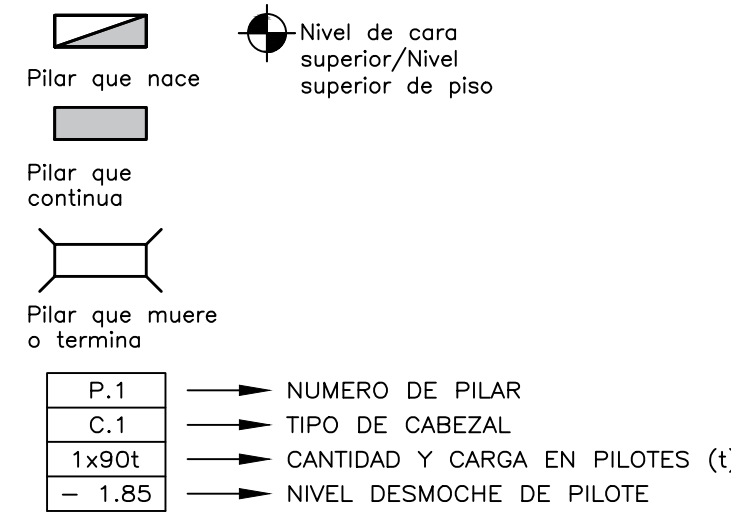 Pilar que nace
Nivel de cara
superior/Nivel
superior de piso
Pilar que
continua
Pilar que muere
o termina
P.1 NUMERO DE PILAR
C.1 TIPO DE CABEZAL
1x90t CANTIDAD Y CARGA EN PILOTES (t)
- 1.85 NIVEL DESMOCHE DE PILOTE